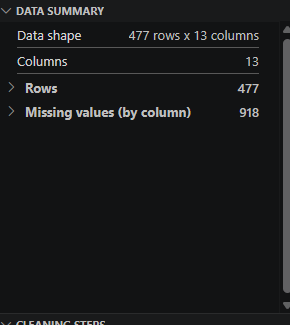 DATA SUMMARY
Data shape 477 rows x 13 columns
Columns 13
Rows 477
Missing values (by column) 918
CLEANING STEPS